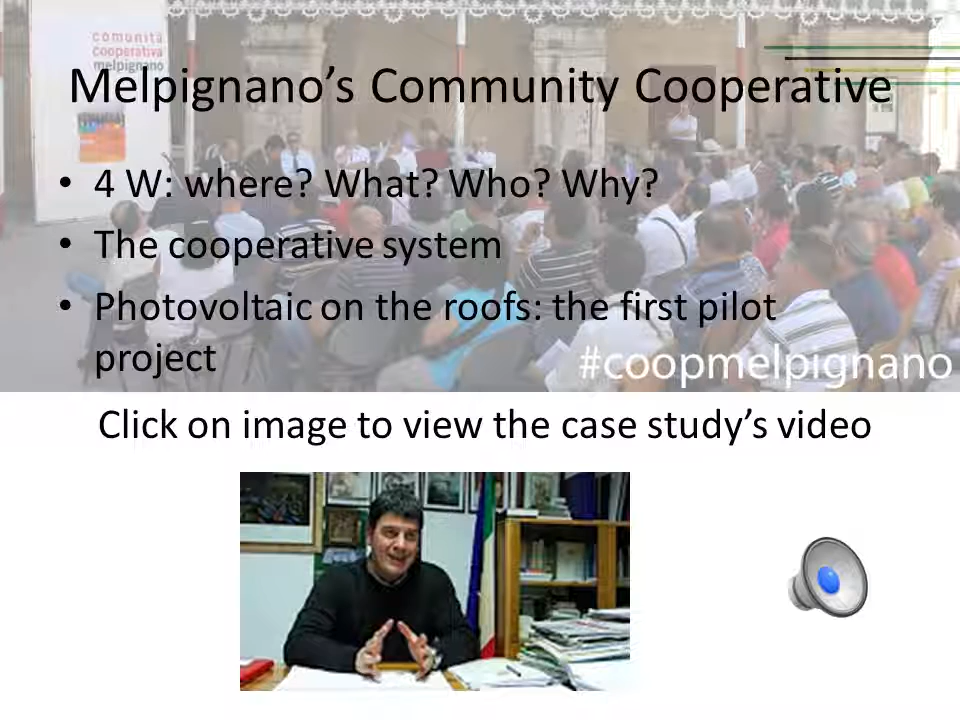 comunità
cooperativa
melpignano
Melpignano’s Community Cooperative
• 4 W: where? What? Who? Why?
• The cooperative system
• Photovoltaic on the roofs: the first pilot
project
#coopmelpignano
Click on image to view the case study’s video